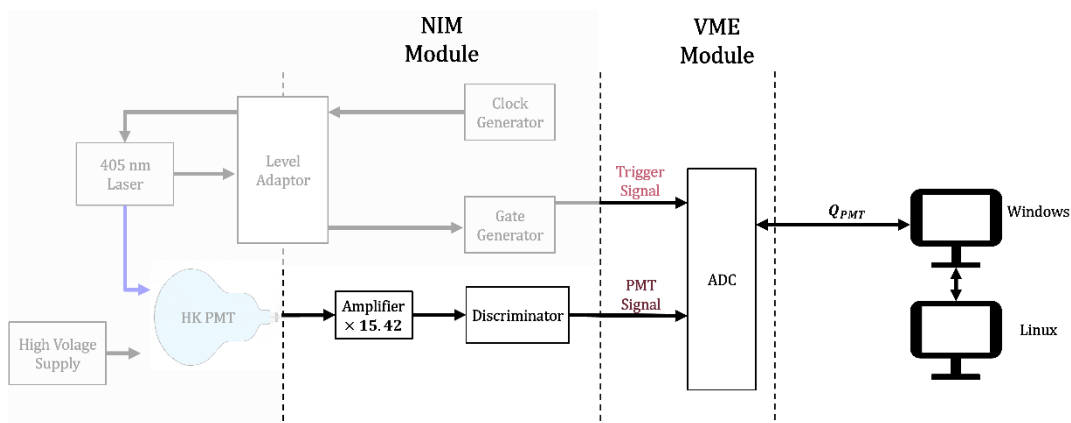 NIM
Module
VME
Module
Clock
Generator
405 nm
Laser
Level
Adaptor
Trigger
Signal
Gate
Generator
Q_PMT
Windows
ADC
HK PMT
Amplifier
× 15.42
Discriminator
PMT
Signal
High Volage
Supply
Linux